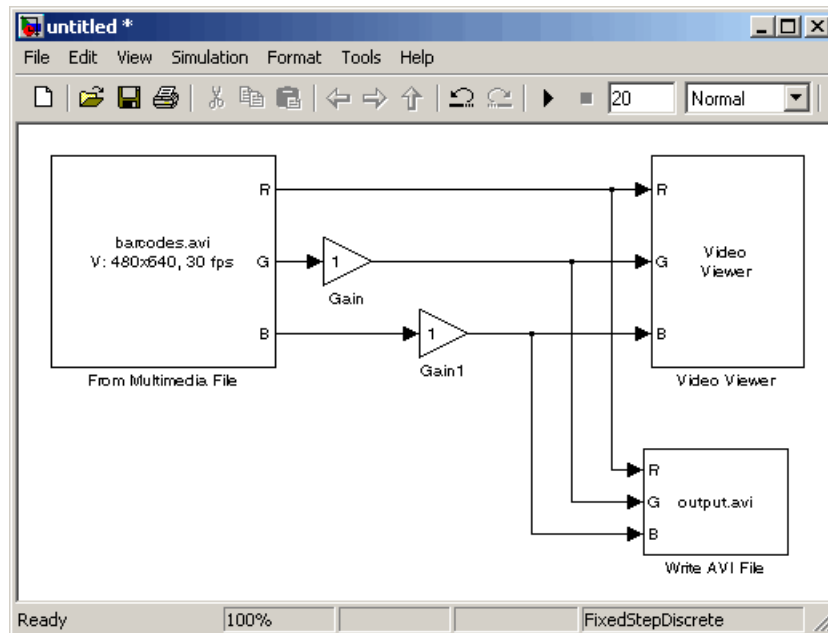 untitled *
File Edit View Simulation Format Tools Help
20 Normal
R R
barcodes.avi
V: 480x640, 30 fps
G 1 G
Video
Viewer
Gain
B 1 B
Gain1
From Multimedia File Video Viewer
R
G output.avi
B
Write AVI File
Ready 100% FixedStepDiscrete